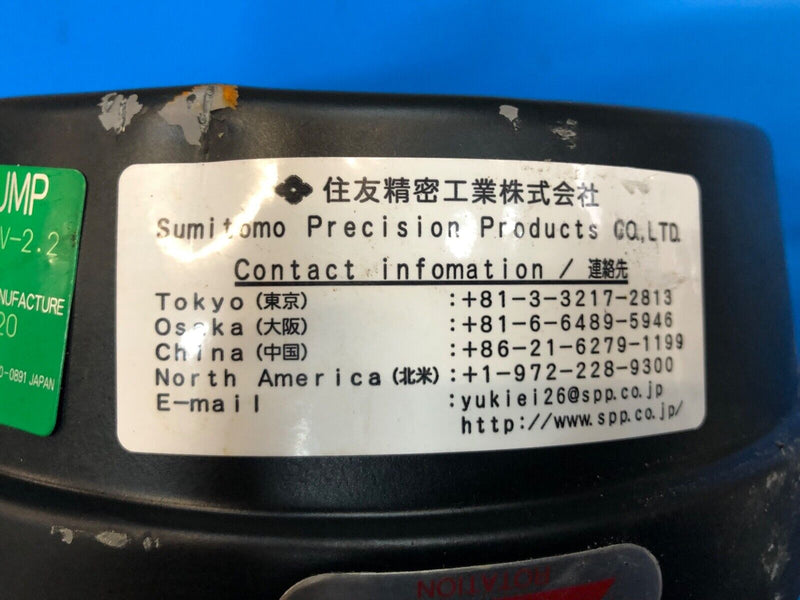 住友精密工業株式会社
Sumitomo Precision Products CO.,LTD.
Contact infomation / 連絡先
Tokyo (東京) :+81-3-3217-2813
Osaka (大阪) :+81-6-6489-5946
China (中国) :+86-21-6279-1199
North America (北米) :+1-972-228-9300
E-mail :yukiei26@spp.co.jp
http://www.spp.co.jp/
UMP
V-2.2
NUFACTURE
20
0-0891 JAPAN
ROTATION